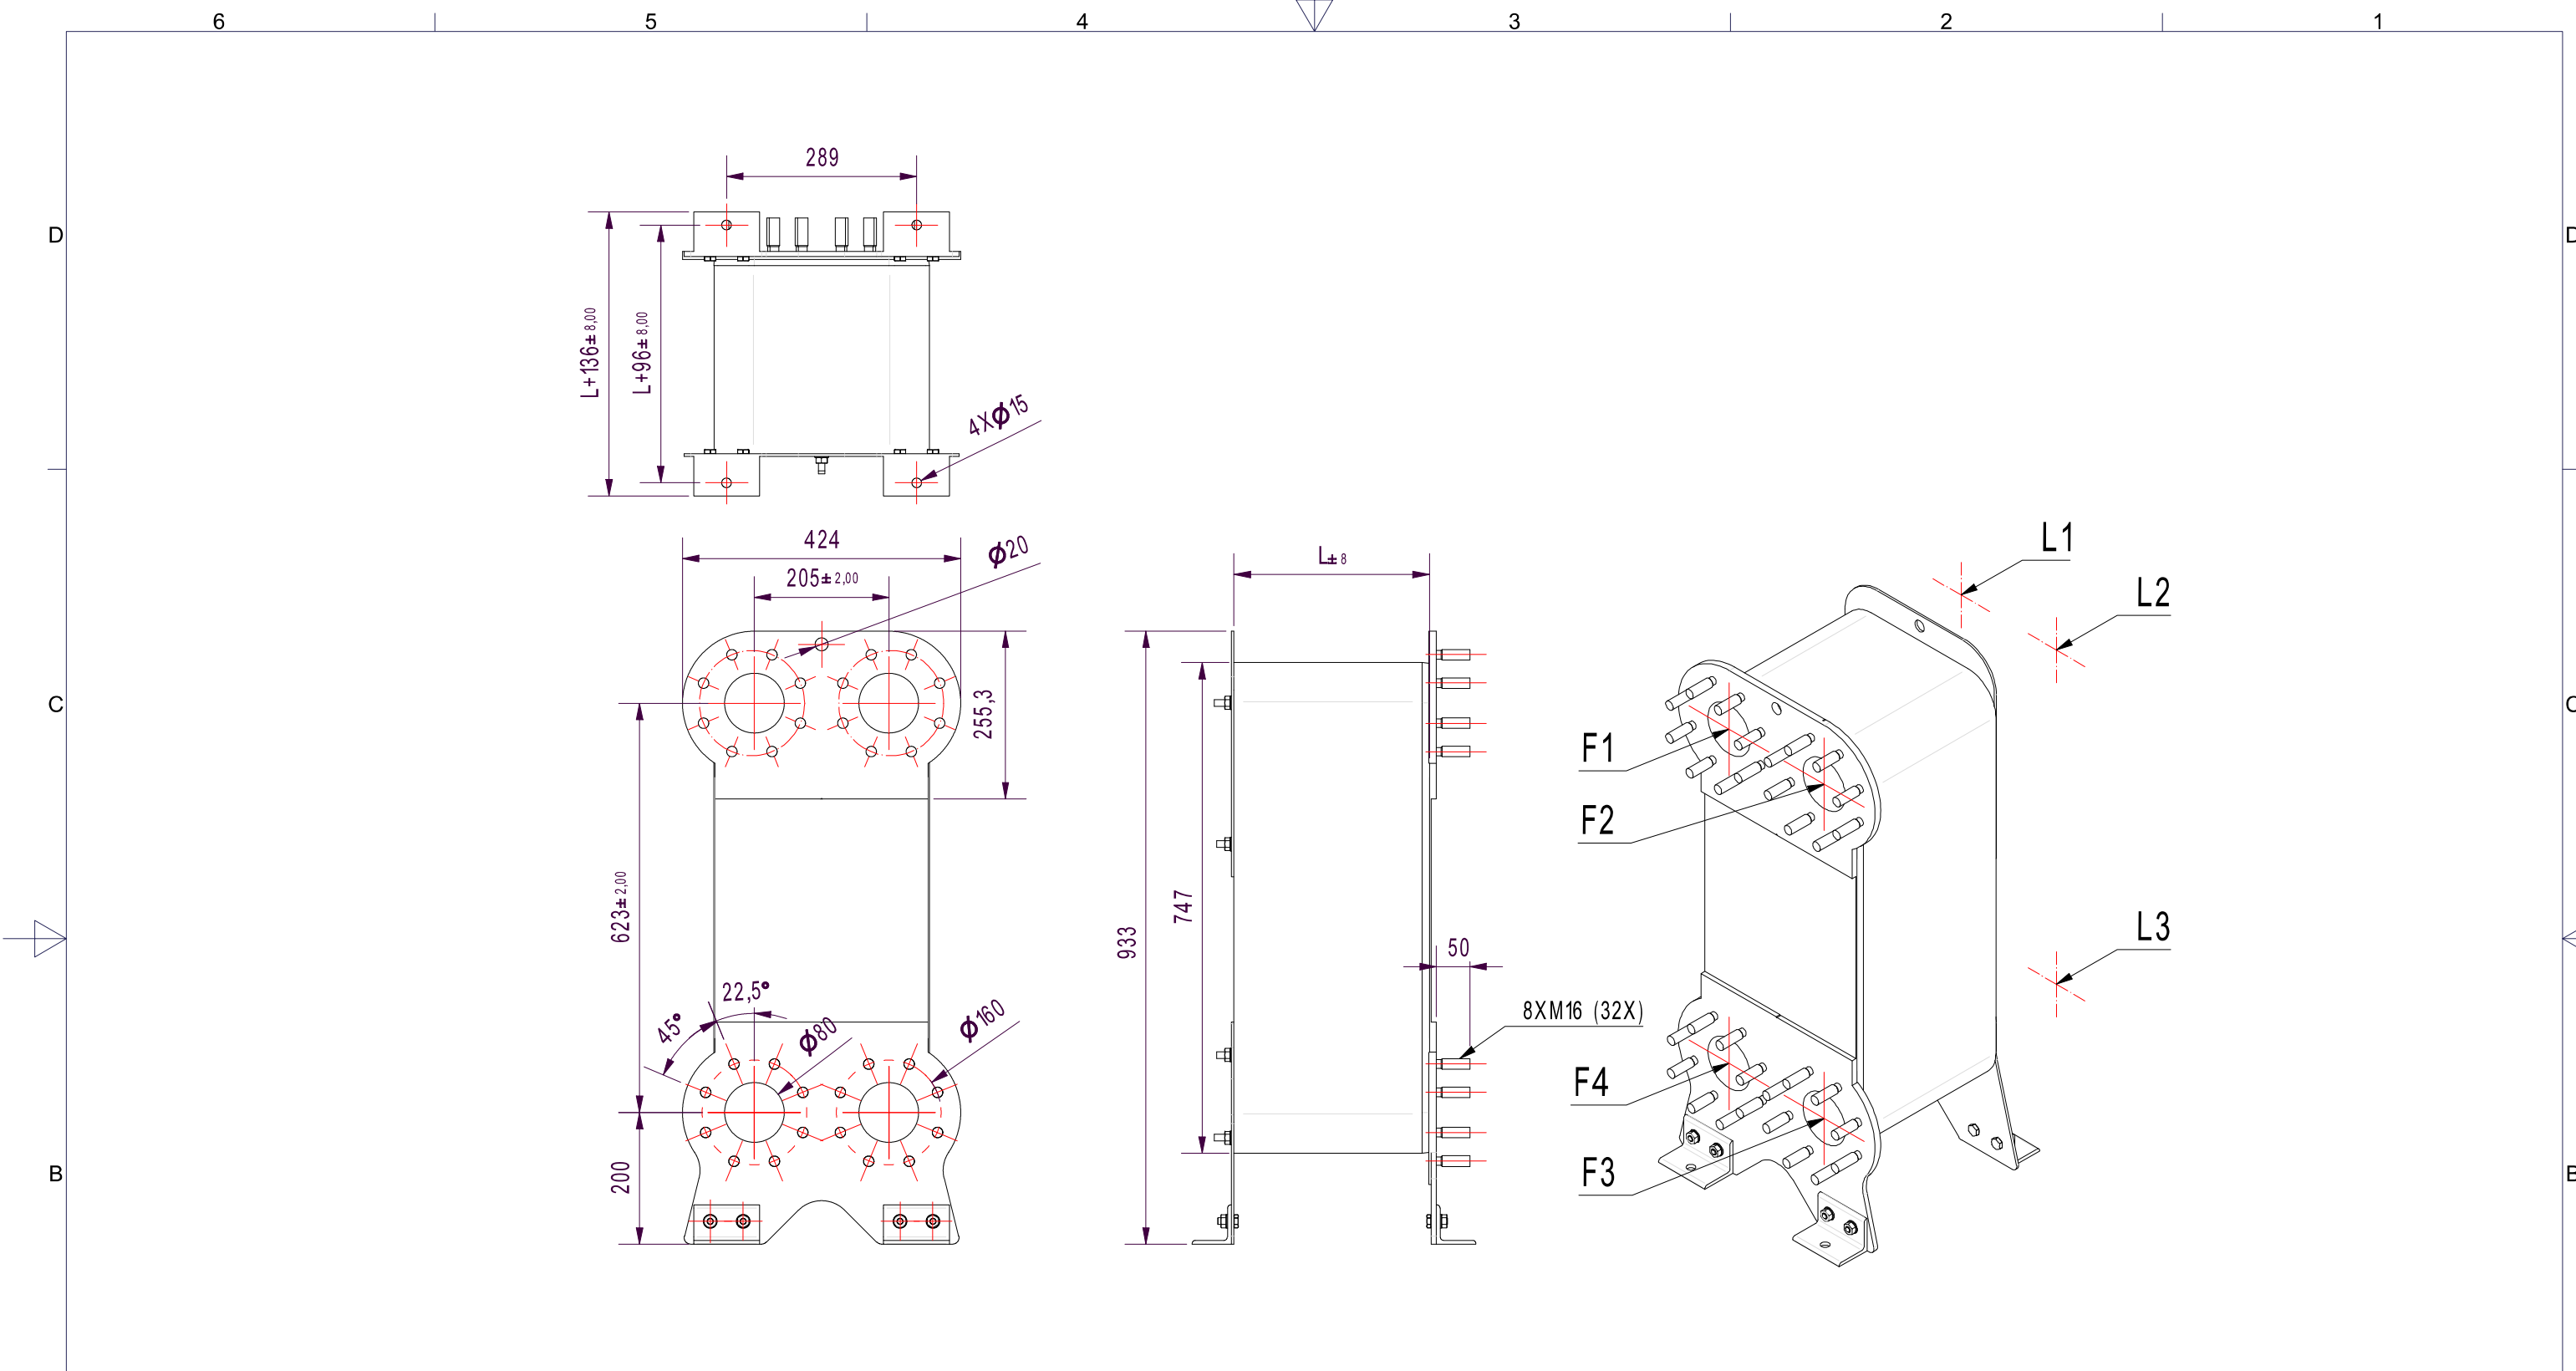 6 5 4 3 2 1
D D
289
L+136±8,00
L+96±8,00
4XΦ15
424
205±2,00
Φ20
L±8
L1
L2
C C
255,3
F1
F2
623±2,00
747
933
50
L3
22,5°
45°
Φ80
Φ160
8XM16 (32X)
F4
B B
200
F3